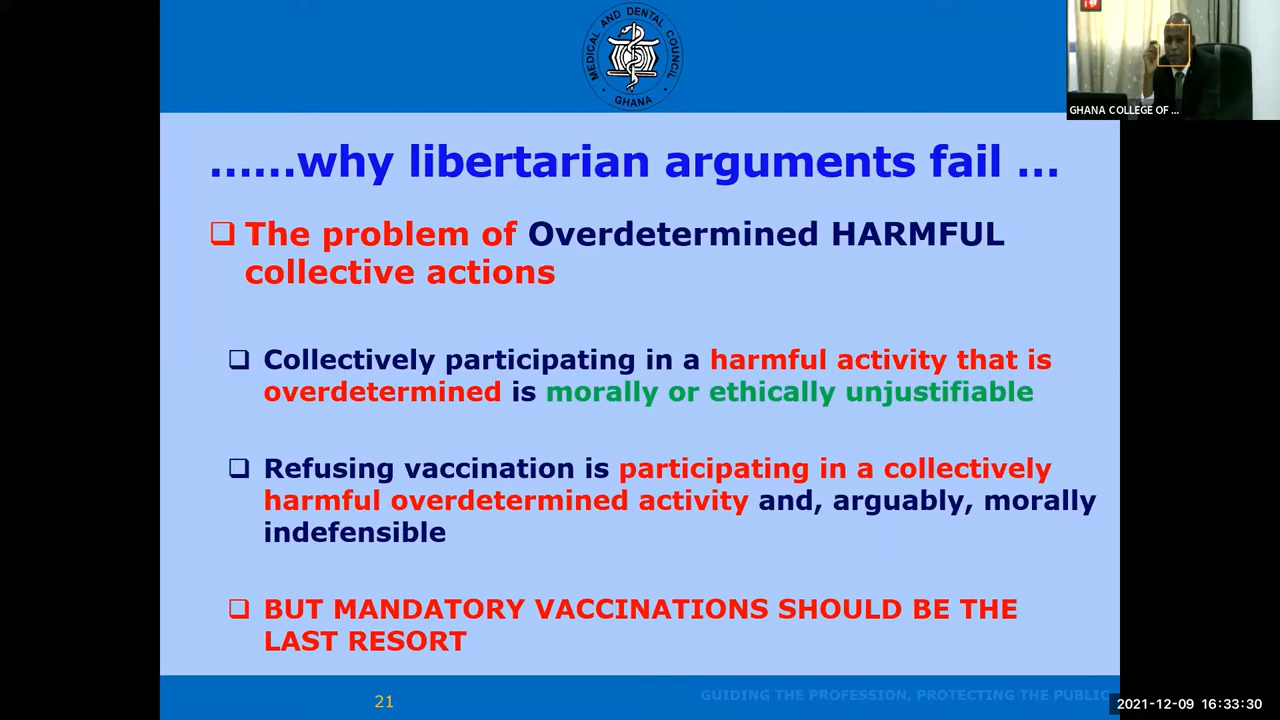 MEDICAL AND DENTAL COUNCIL
GHANA
GHANA COLLEGE OF ...
......why libertarian arguments fail ...
The problem of Overdetermined HARMFUL
collective actions
Collectively participating in a harmful activity that is
overdetermined is morally or ethically unjustifiable
Refusing vaccination is participating in a collectively
harmful overdetermined activity and, arguably, morally
indefensible
BUT MANDATORY VACCINATIONS SHOULD BE THE
LAST RESORT
21
GUIDING THE PROFESSION, PROTECTING THE PUBLIC
2021-12-09 16:33:30